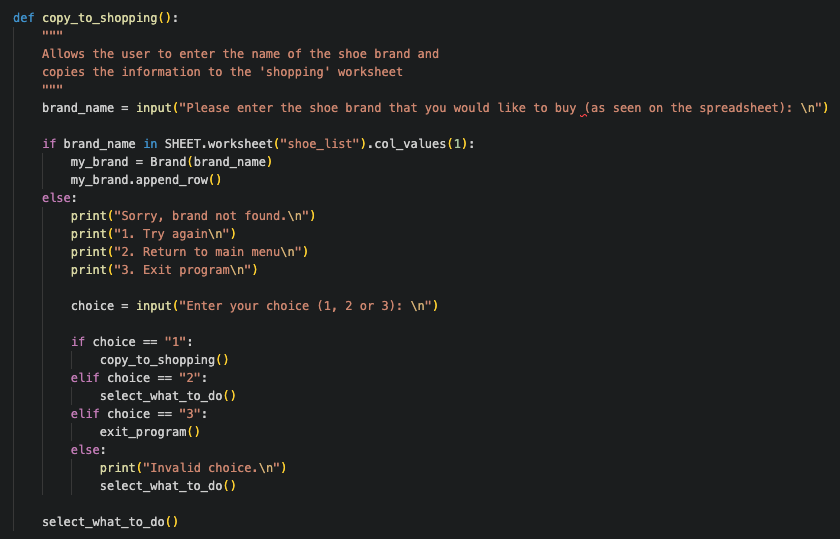 def copy_to_shopping():
    """
    Allows the user to enter the name of the shoe brand and
    copies the information to the 'shopping' worksheet
    """
    brand_name = input("Please enter the shoe brand that you would like to buy (as seen on the spreadsheet): \n")

    if brand_name in SHEET.worksheet("shoe_list").col_values(1):
        my_brand = Brand(brand_name)
        my_brand.append_row()
    else:
        print("Sorry, brand not found.\n")
        print("1. Try again\n")
        print("2. Return to main menu\n")
        print("3. Exit program\n")

        choice = input("Enter your choice (1, 2 or 3): \n")

        if choice == "1":
            copy_to_shopping()
        elif choice == "2":
            select_what_to_do()
        elif choice == "3":
            exit_program()
        else:
            print("Invalid choice.\n")
            select_what_to_do()

    select_what_to_do()